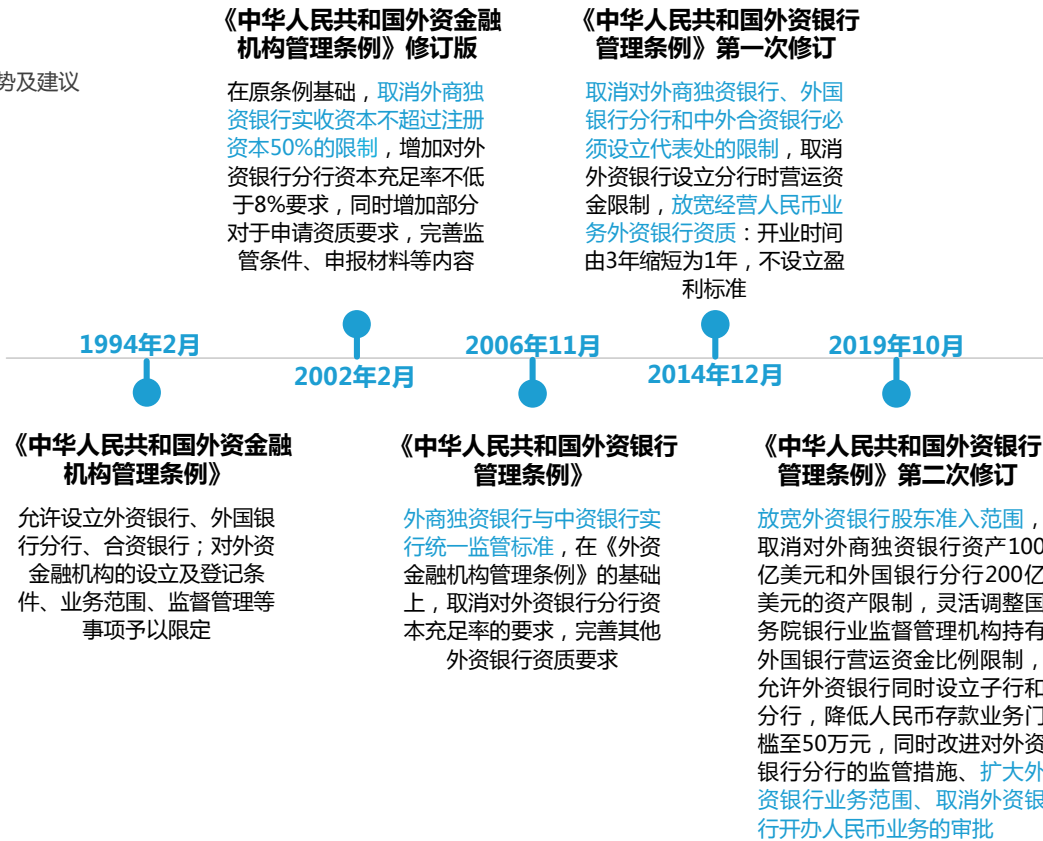 势及建议
《中华人民共和国外资金融
机构管理条例》修订版
在原条例基础，取消外商独
资银行实收资本不超过注册
资本50%的限制，增加对外
资银行分行资本充足率不低
于8%要求，同时增加部分
对于申请资质要求，完善监
管条件、申报材料等内容
《中华人民共和国外资银行
管理条例》第一次修订
取消对外商独资银行、外国
银行分行和中外合资银行必
须设立代表处的限制，取消
外资银行设立分行时营运资
金限制，放宽经营人民币业
务外资银行资质：开业时间
由3年缩短为1年，不设立盈
利标准
1994年2月
2002年2月
2006年11月
2014年12月
2019年10月
《中华人民共和国外资金融
机构管理条例》
允许设立外资银行、外国银
行分行、合资银行；对外资
金融机构的设立及登记条
件、业务范围、监督管理等
事项予以限定
《中华人民共和国外资银行
管理条例》
外商独资银行与中资银行实
行统一监管标准，在《外资
金融机构管理条例》的基础
上，取消对外资银行分行资
本充足率的要求，完善其他
外资银行资质要求
《中华人民共和国外资银行
管理条例》第二次修订
放宽外资银行股东准入范围，
取消对外商独资银行资产100
亿美元和外国银行分行200亿
美元的资产限制，灵活调整国
务院银行业监督管理机构持有
外国银行营运资金比例限制，
允许外资银行同时设立子行和
分行，降低人民币存款业务门
槛至50万元，同时改进对外资
银行分行的监管措施、扩大外
资银行业务范围、取消外资银
行开办人民币业务的审批